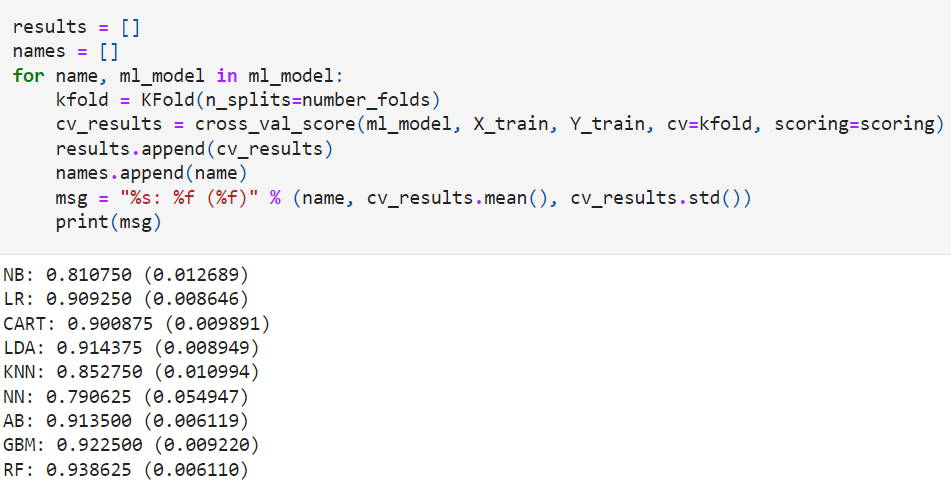 results = []
names = []
for name, ml_model in ml_model:
    kfold = KFold(n_splits=number_folds)
    cv_results = cross_val_score(ml_model, X_train, Y_train, cv=kfold, scoring=scoring)
    results.append(cv_results)
    names.append(name)
    msg = "%s: %f (%f)" % (name, cv_results.mean(), cv_results.std())
    print(msg)
NB: 0.810750 (0.012689)
LR: 0.909250 (0.008646)
CART: 0.900875 (0.009891)
LDA: 0.914375 (0.008949)
KNN: 0.852750 (0.010994)
NN: 0.790625 (0.054947)
AB: 0.913500 (0.006119)
GBM: 0.922500 (0.009220)
RF: 0.938625 (0.006110)